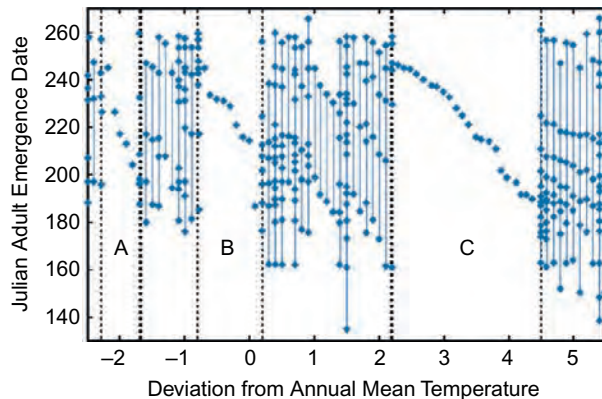 Julian Adult Emergence Date
260
240
220
200
180
160
140
A
B
C
–2 –1 0 1 2 3 4 5
Deviation from Annual Mean Temperature